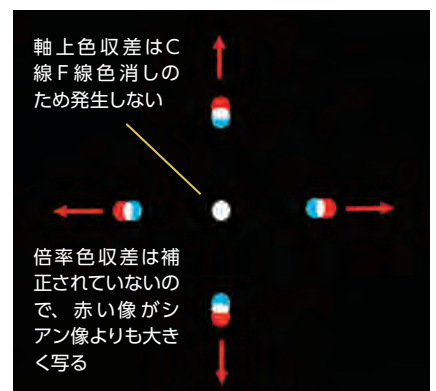 軸上色収差はC
線F線色消しの
ため発生しない
倍率色収差は補
正されていないの
で、赤い像がシ
アン像よりも大き
く写る